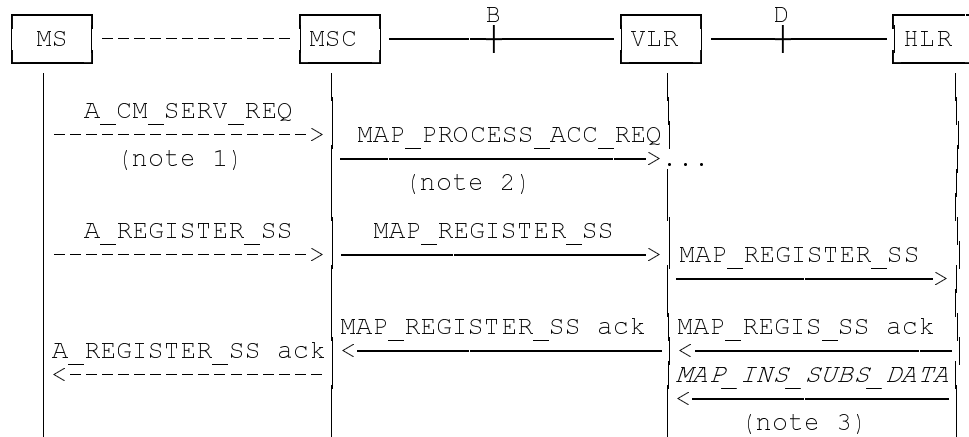 B D
MS MSC VLR HLR
A_CM_SERV_REQ
MAP_PROCESS_ACC_REQ
(note 1) ...
(note 2)
A_REGISTER_SS MAP_REGISTER_SS
MAP_REGISTER_SS
MAP_REGISTER_SS ack MAP_REGIS_SS ack
A_REGISTER_SS ack
MAP_INS_SUBS_DATA
(note 3)